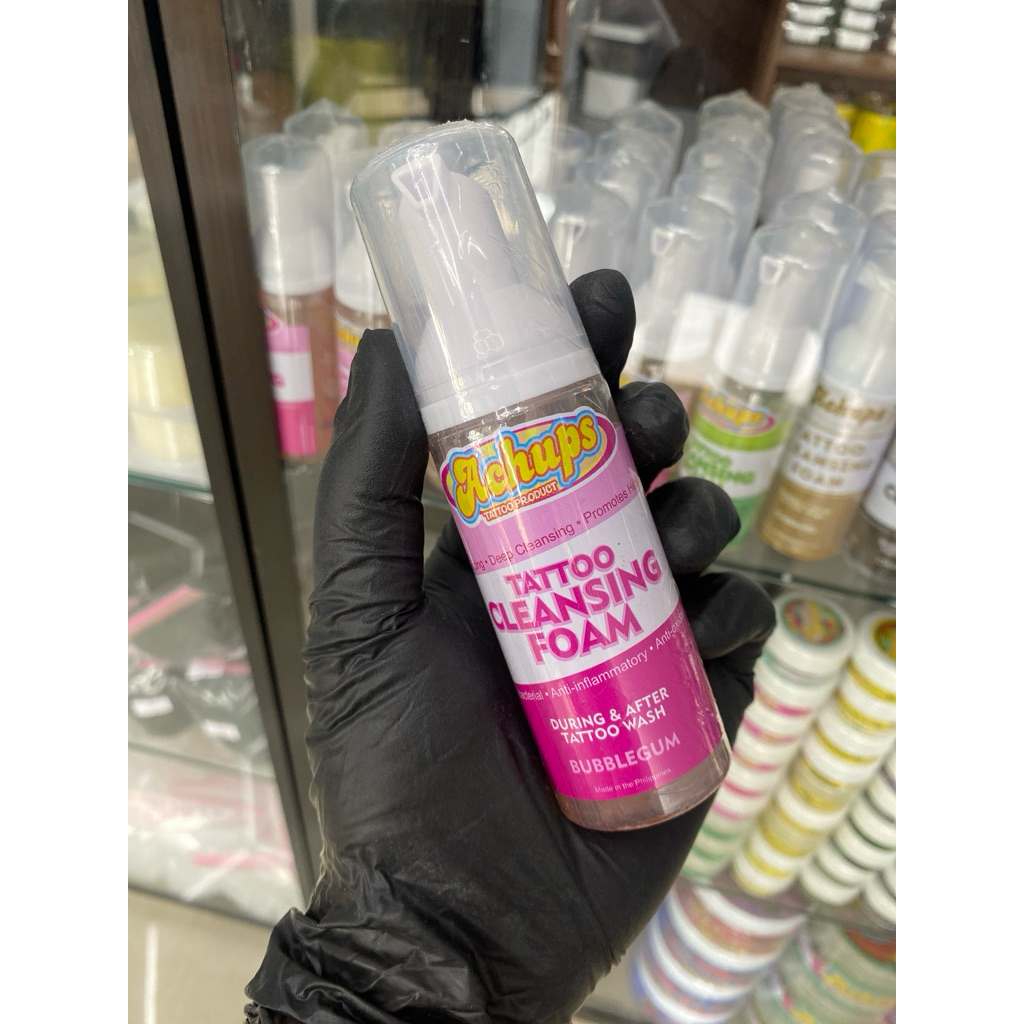 Achups
TATTOO PRODUCT
• Deep Cleansing • Promotes
TATTOO
CLEANSING
FOAM
• Anti-inflammatory •
DURING & AFTER
TATTOO WASH
BUBBLEGUM
Made in the Philippines
Achups
Achups
TATTOO
CLEANSING
FOAM